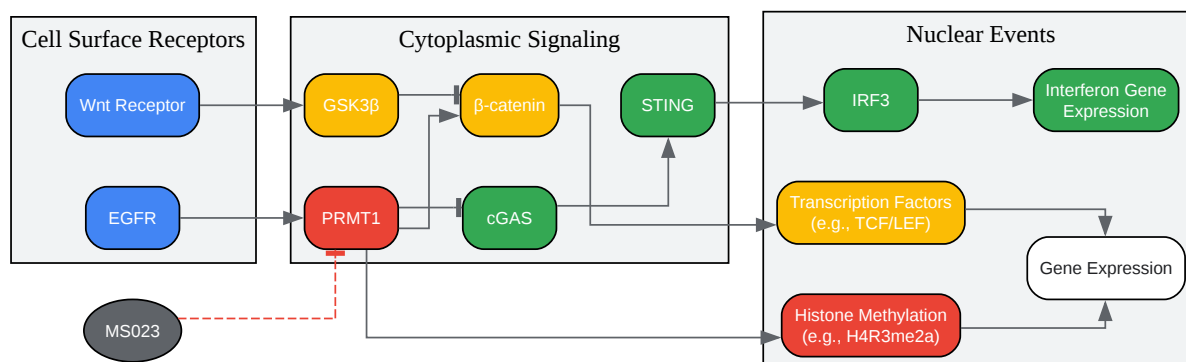 Cell Surface Receptors
Cytoplasmic Signaling
Nuclear Events
Wnt Receptor
GSK3β
β-catenin
STING
IRF3
Interferon Gene
Expression
EGFR
PRMT1
cGAS
Transcription Factors
(e.g., TCF/LEF)
Gene Expression
MS023
Histone Methylation
(e.g., H4R3me2a)